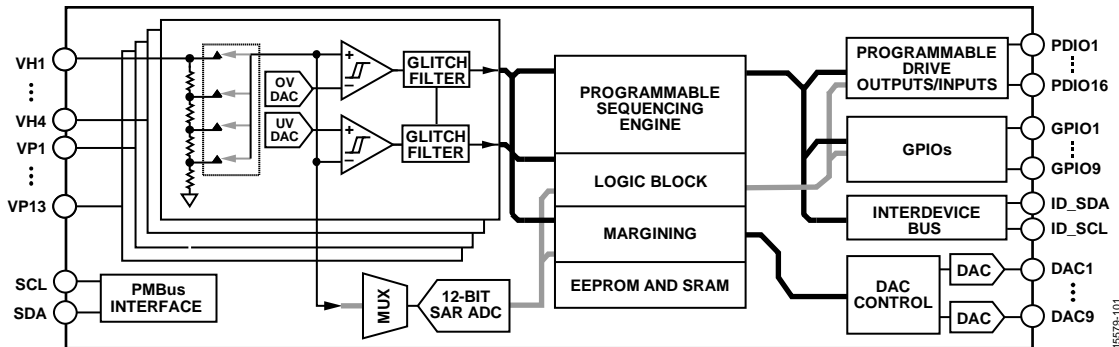 VH1
VH4
VP1
VP13
SCL
SDA
PMBus
INTERFACE
OV
DAC
UV
DAC
+
−
+
−
GLITCH
FILTER
GLITCH
FILTER
MUX
12-BIT
SAR ADC
PROGRAMMABLE
SEQUENCING
ENGINE
LOGIC BLOCK
MARGINING
EEPROM AND SRAM
PROGRAMMABLE
DRIVE
OUTPUTS/INPUTS
GPIOs
INTERDEVICE
BUS
DAC
CONTROL
DAC
DAC
PDIO1
PDIO16
GPIO1
GPIO9
ID_SDA
ID_SCL
DAC1
DAC9